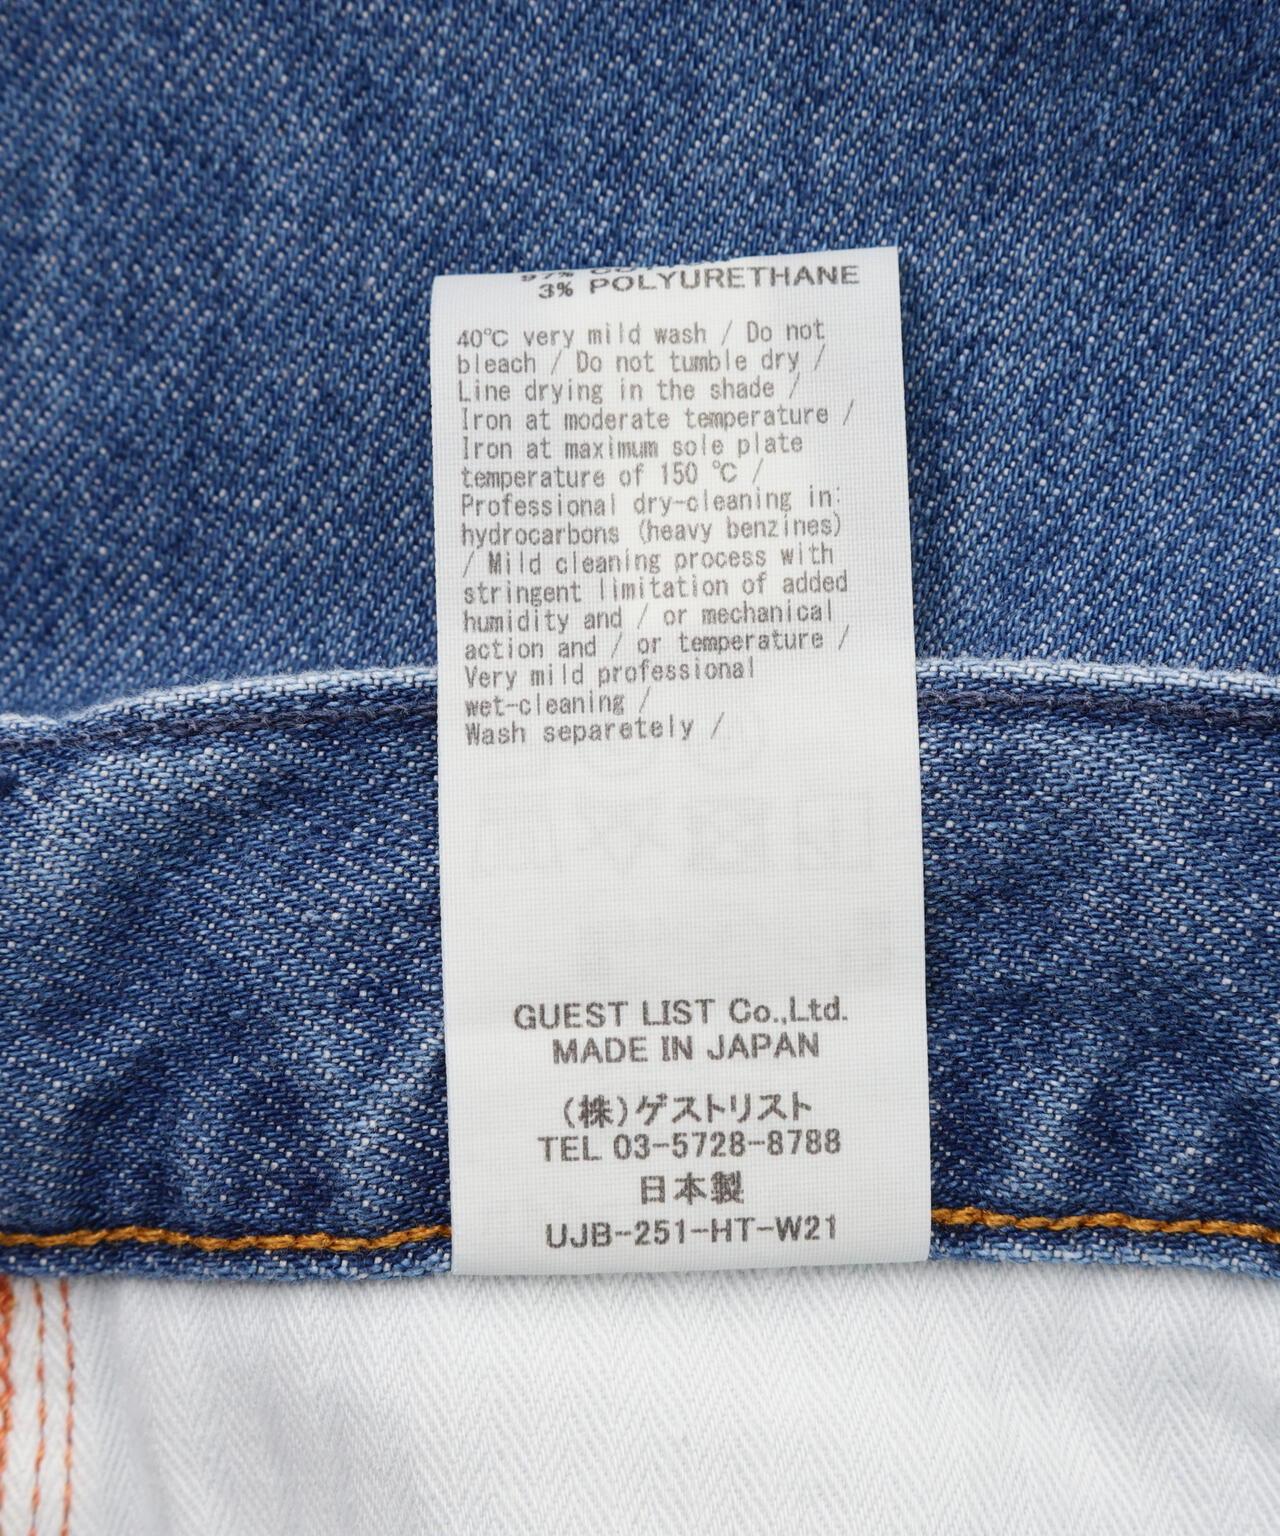 97% CO
3% POLYURETHANE
40℃ very mild wash / Do not
bleach / Do not tumble dry /
Line drying in the shade /
Iron at moderate temperature /
Iron at maximum sole plate
temperature of 150 ℃ /
Professional dry-cleaning in:
hydrocarbons (heavy benzines)
/ Mild cleaning process with
stringent limitation of added
humidity and / or mechanical
action and / or temperature /
Very mild professional
wet-cleaning /
Wash separetely /
GUEST LIST Co.,Ltd.
MADE IN JAPAN
(株)ゲストリスト
TEL 03-5728-8788
日本製
UJB-251-HT-W21